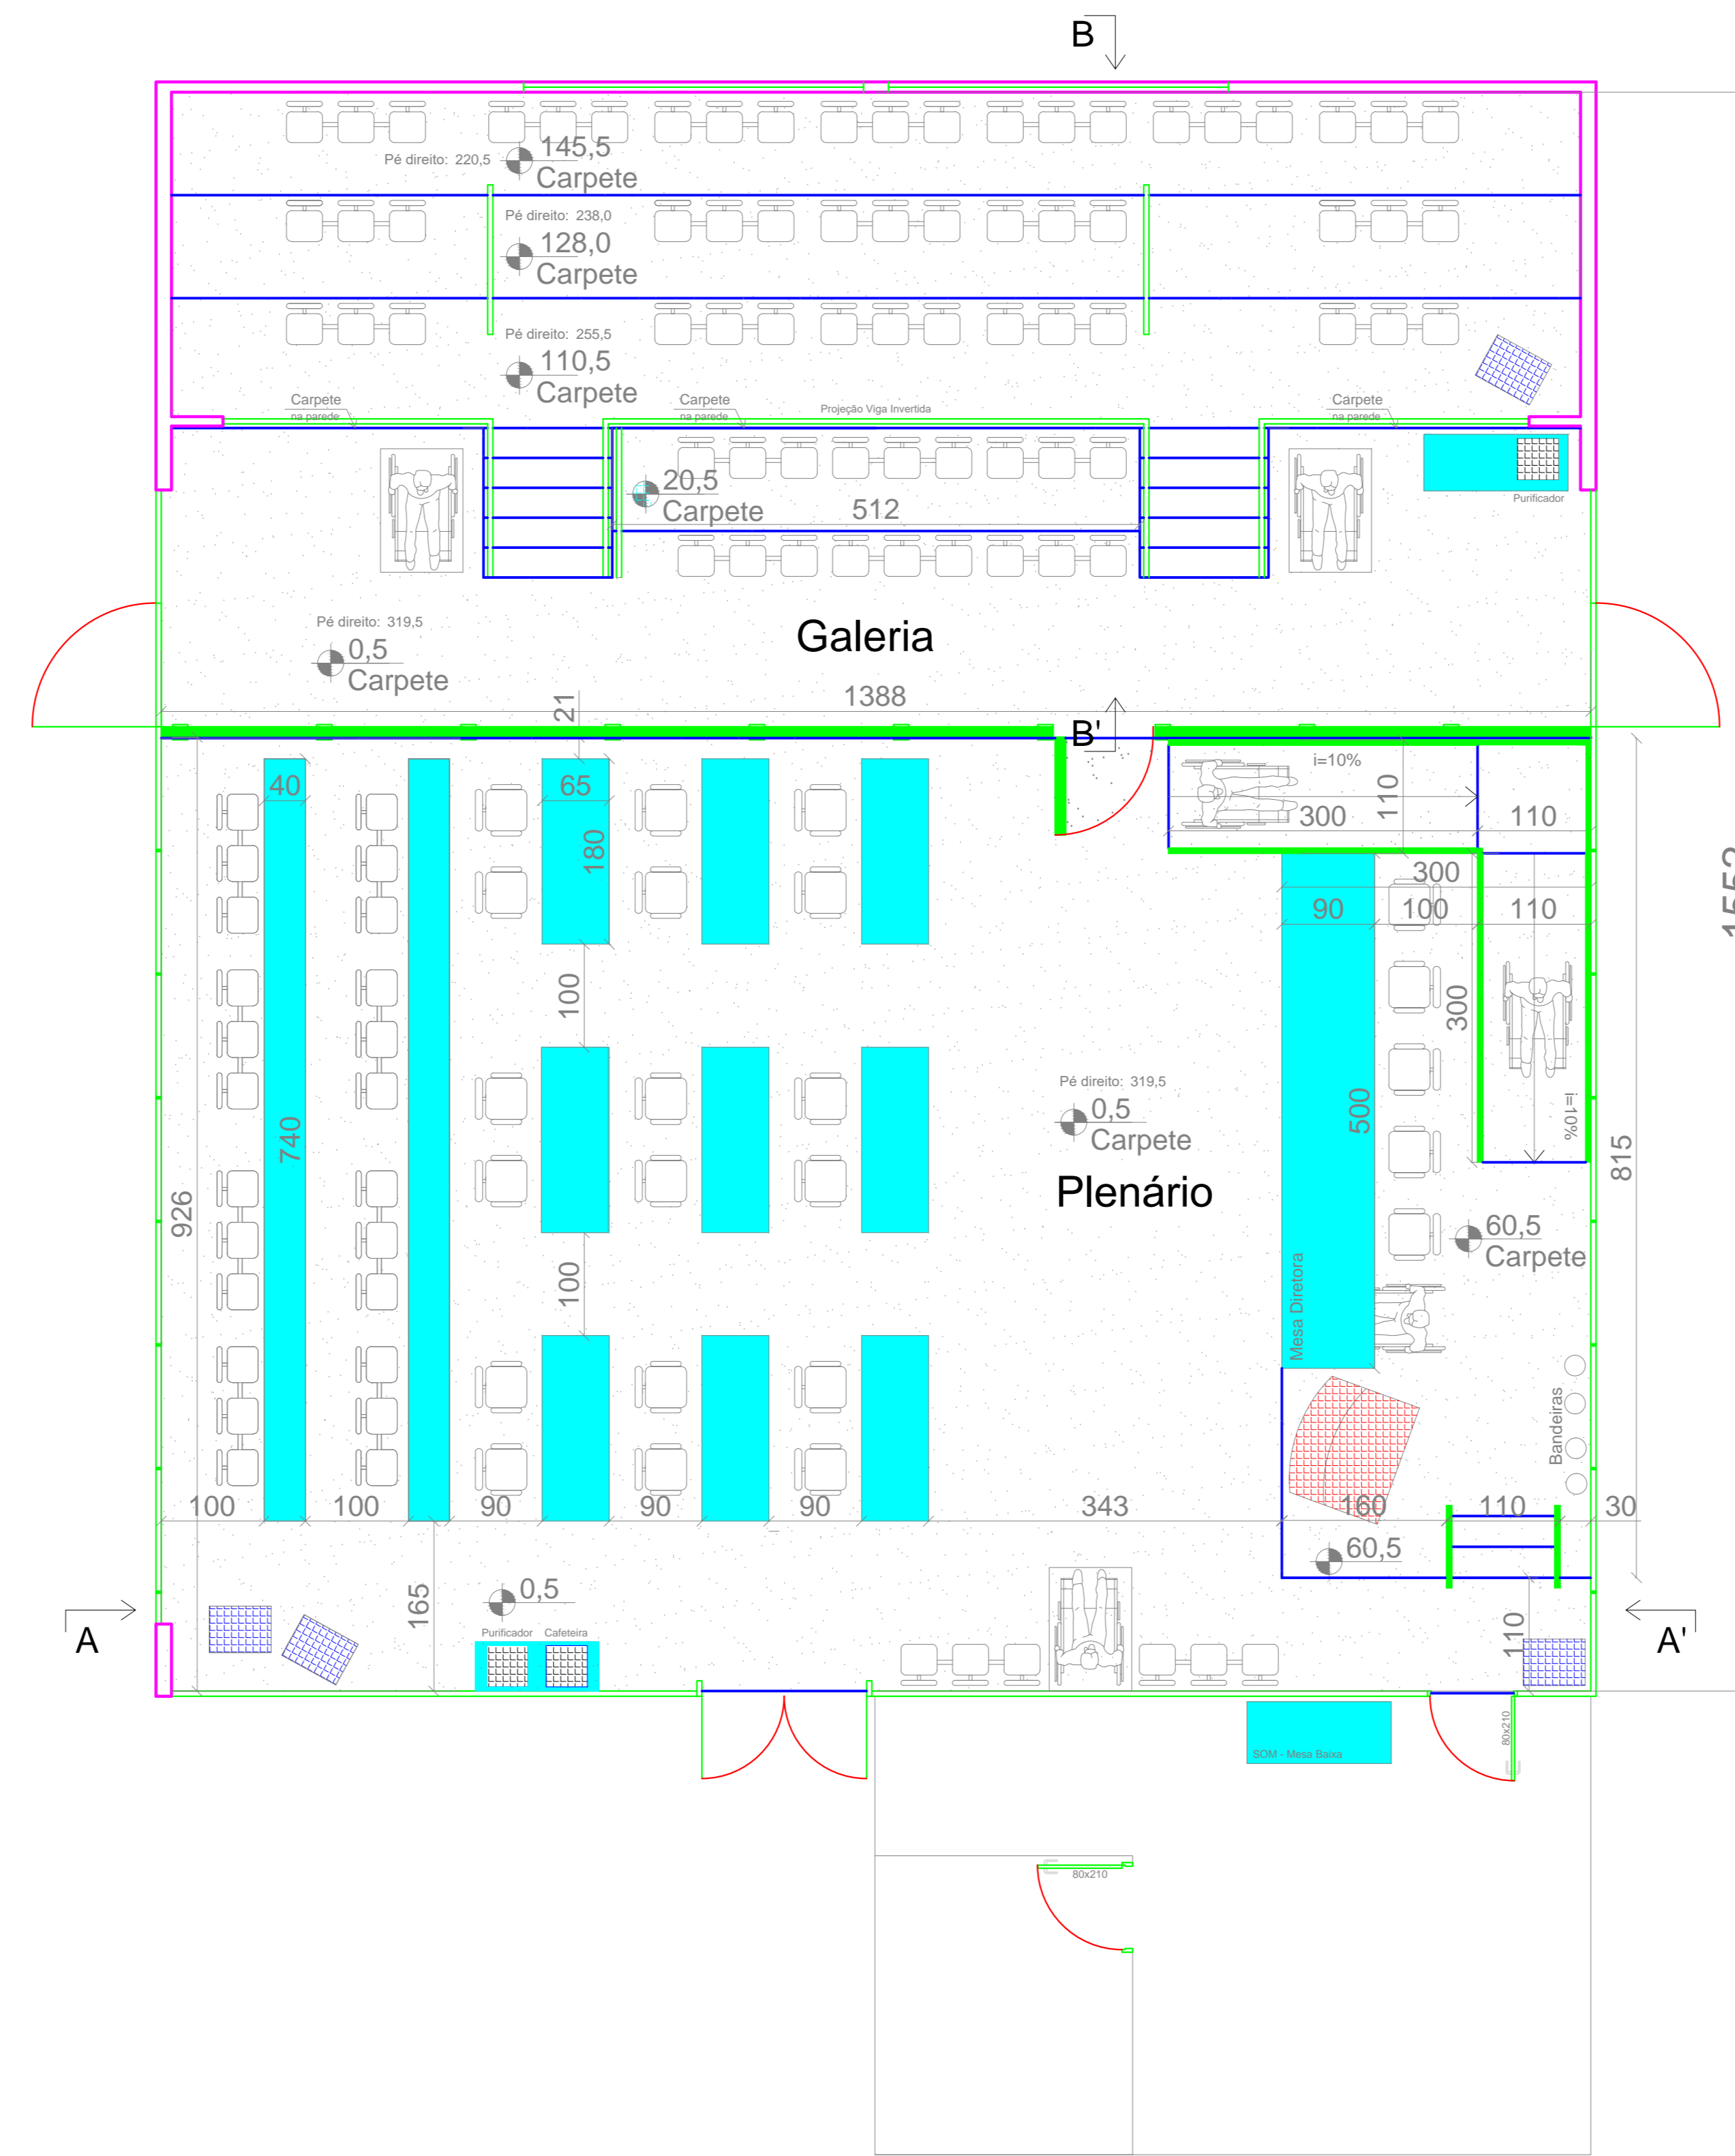 B
145,5
Pé direito: 220,5
Carpete
Pé direito: 238,0
128,0
Carpete
Pé direito: 255,5
110,5
Carpete
Carpete
na parede
Carpete
na parede
Projeção Viga Invertida
Carpete
na parede
20,5
Carpete
512
Purificador
Pé direito: 319,5
0,5
Carpete
Galeria
21
1388
B'
i=10%
40
65
110
300
110
180
300
1552
90
100
110
100
300
Pé direito: 319,5
0,5
Carpete
500
i=10%
740
815
926
Plenário
60,5
Carpete
100
Mesa Diretora
Bandeiras
100
100
90
90
90
343
160
110
30
60,5
0,5
165
110
A
A'
Purificador
Cafeteira
80x210
SOM - Mesa Baixa
80x210